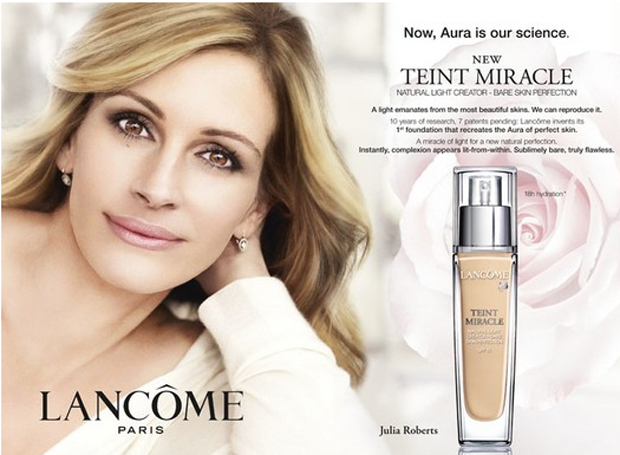 Now, Aura is our science.
NEW
TEINT MIRACLE
NATURAL LIGHT CREATOR - BARE SKIN PERFECTION
A light emanates from the most beautiful skins. We can reproduce it.
10 years of research, 7 patents pending: Lancôme invents its
1st foundation that recreates the Aura of perfect skin.
A miracle of light for a new natural perfection.
Instantly, complexion appears lit-from-within. Sublimely bare, truly flawless.
18h hydration*
LANCÔME
TEINT
MIRACLE
LANCÔME
PARIS
Julia Roberts